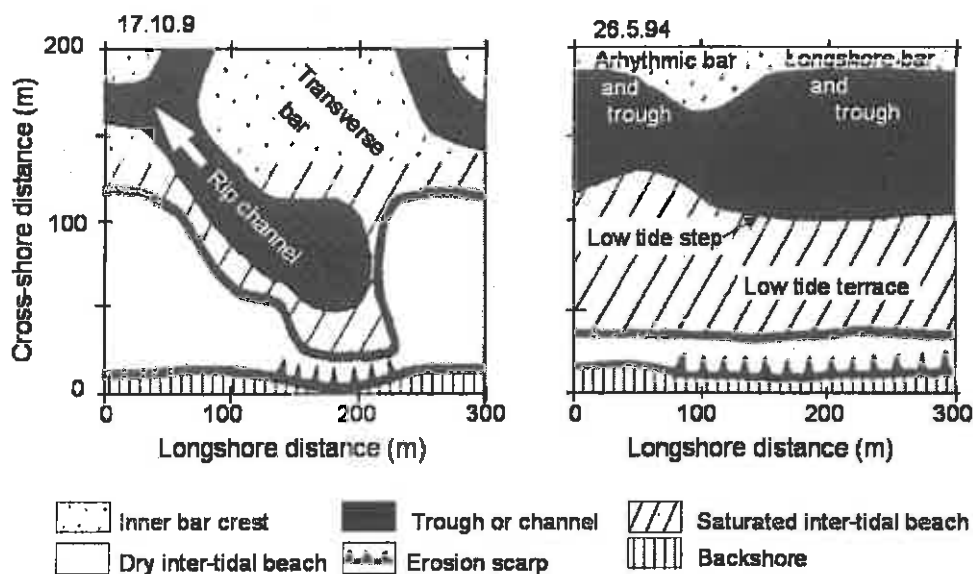 17.10.9
200
100
0
Cross-shore distance (m)
Transverse
bar
Rip channel
0
100
200
300
Longshore distance (m)
26.5.94
Arhythmic bar
and
trough
Longshore bar
and
trough
Low tide step
Low tide terrace
0
100
200
300
Longshore distance (m)
Inner bar crest
Trough or channel
Saturated inter-tidal beach
Dry inter-tidal beach
Erosion scarp
Backshore